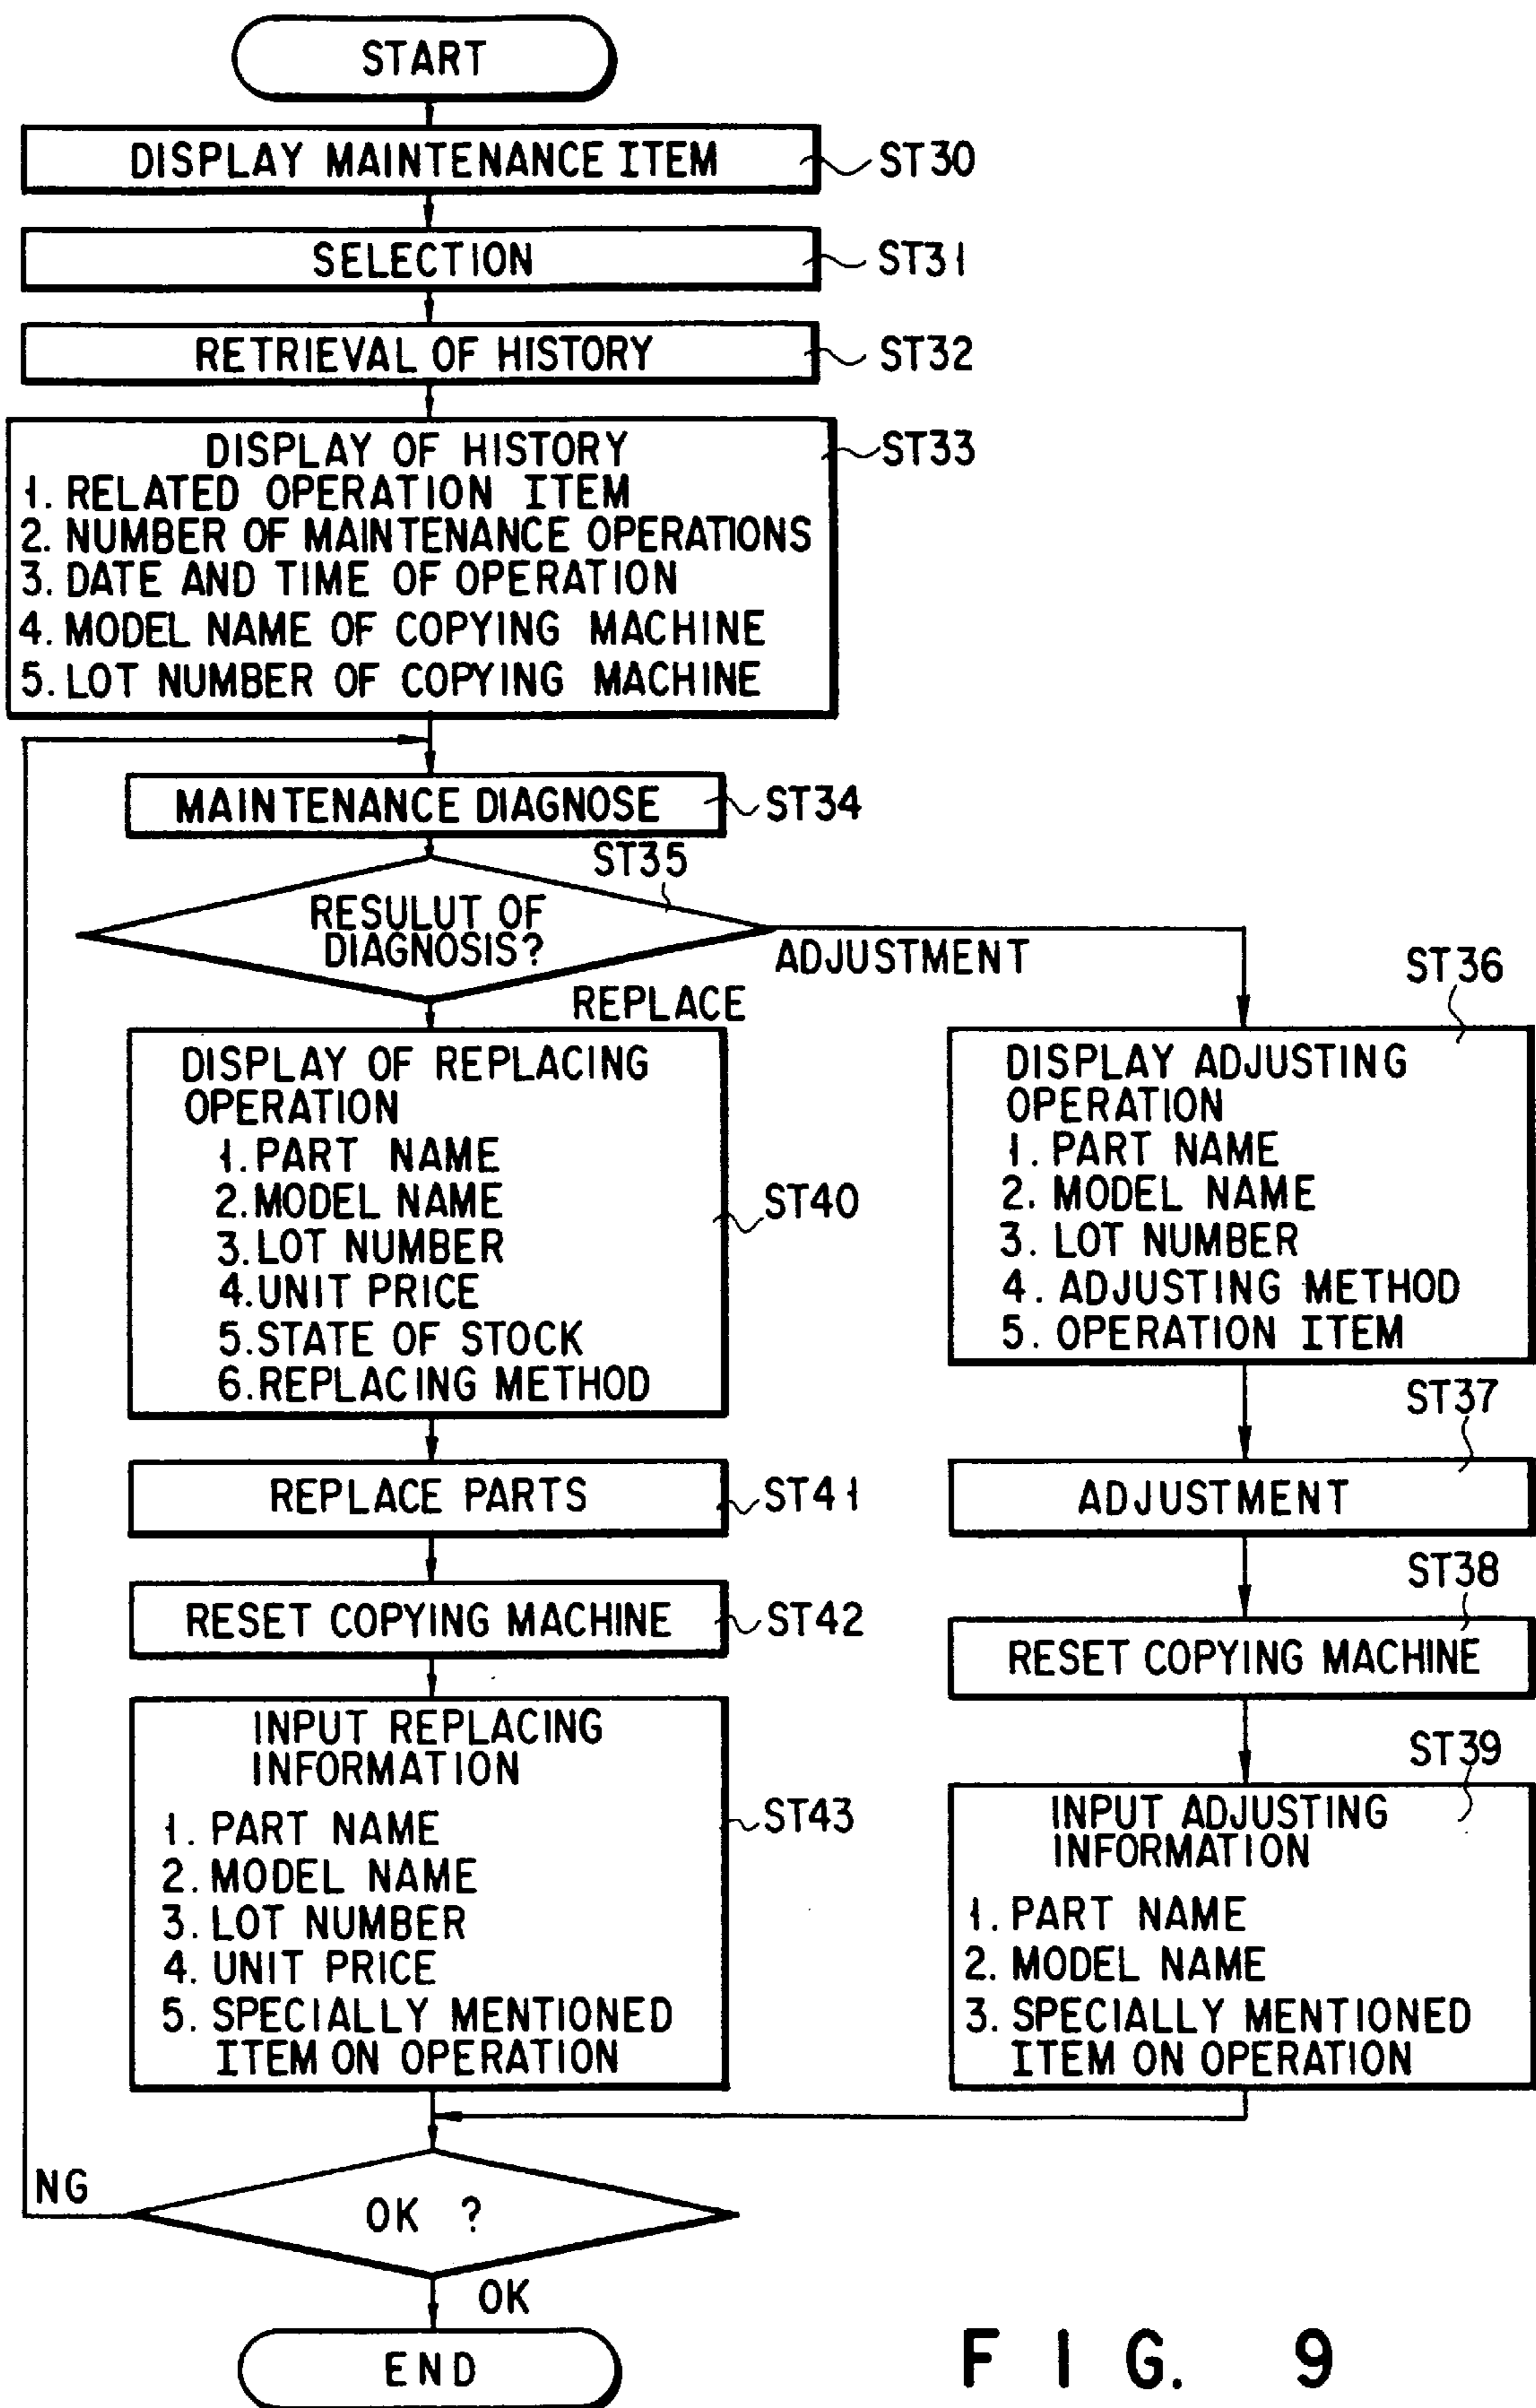 START
DISPLAY MAINTENANCE ITEM
ST30
SELECTION
ST31
RETRIEVAL OF HISTORY
ST32
DISPLAY OF HISTORY
ST33
1. RELATED OPERATION ITEM
2. NUMBER OF MAINTENANCE OPERATIONS
3. DATE AND TIME OF OPERATION
4. MODEL NAME OF COPYING MACHINE
5. LOT NUMBER OF COPYING MACHINE
MAINTENANCE DIAGNOSE
ST34
ST35
RESULUT OF
DIAGNOSIS?
ADJUSTMENT
REPLACE
DISPLAY OF REPLACING
OPERATION
1. PART NAME
2. MODEL NAME
3. LOT NUMBER
4. UNIT PRICE
5. STATE OF STOCK
6. REPLACING METHOD
ST40
REPLACE PARTS
ST41
RESET COPYING MACHINE
ST42
INPUT REPLACING
INFORMATION
1. PART NAME
2. MODEL NAME
3. LOT NUMBER
4. UNIT PRICE
5. SPECIALLY MENTIONED
ITEM ON OPERATION
ST43
ST36
DISPLAY ADJUSTING
OPERATION
1. PART NAME
2. MODEL NAME
3. LOT NUMBER
4. ADJUSTING METHOD
5. OPERATION ITEM
ST37
ADJUSTMENT
ST38
RESET COPYING MACHINE
ST39
INPUT ADJUSTING
INFORMATION
1. PART NAME
2. MODEL NAME
3. SPECIALLY MENTIONED
ITEM ON OPERATION
NG
OK ?
OK
END
FIG. 9